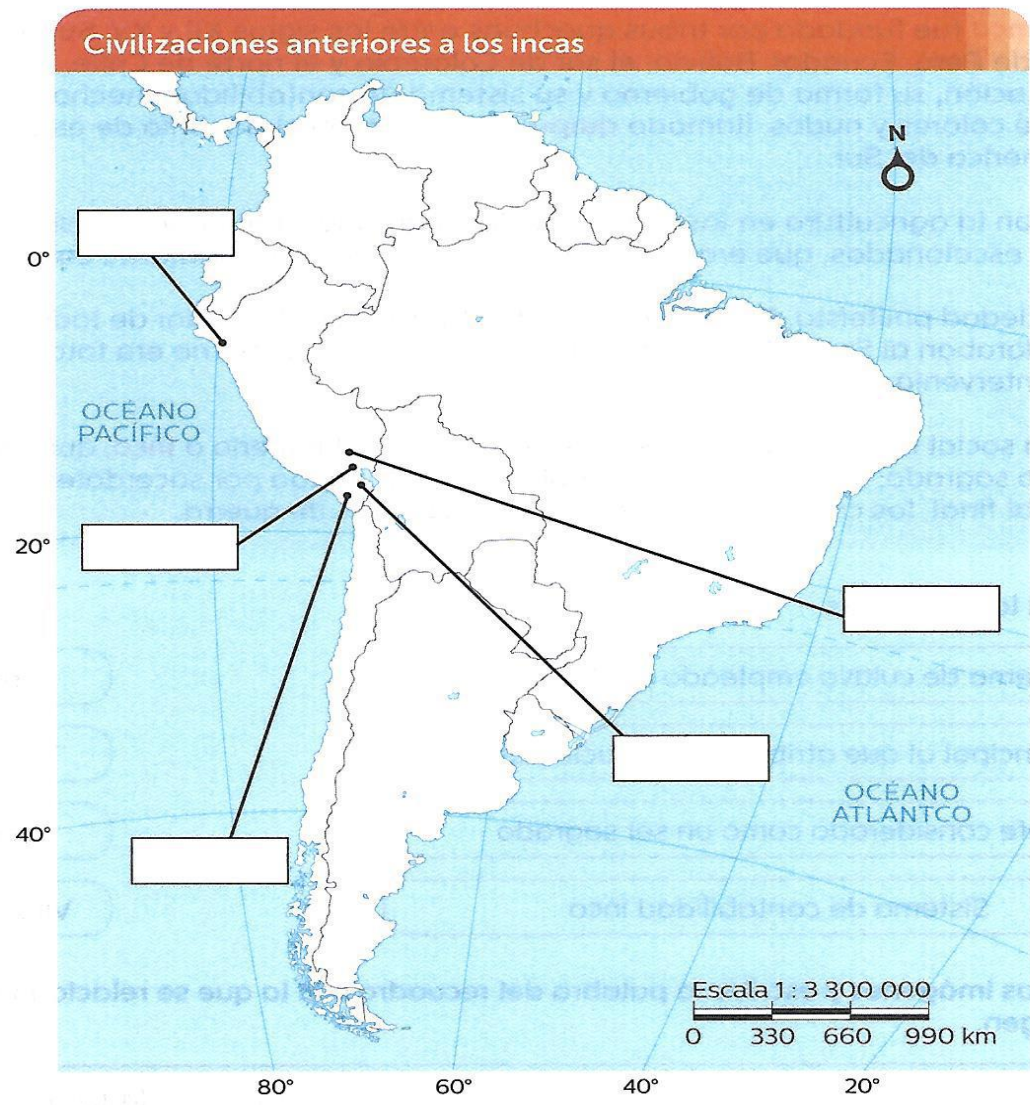 Civilizaciones anteriores a los incas
N
0°
OCÉANO
PACÍFICO
20°
OCÉANO
ATLÁNTCO
40°
Escala 1 : 3 300 000
0 330 660 990 km
80° 60° 40° 20°